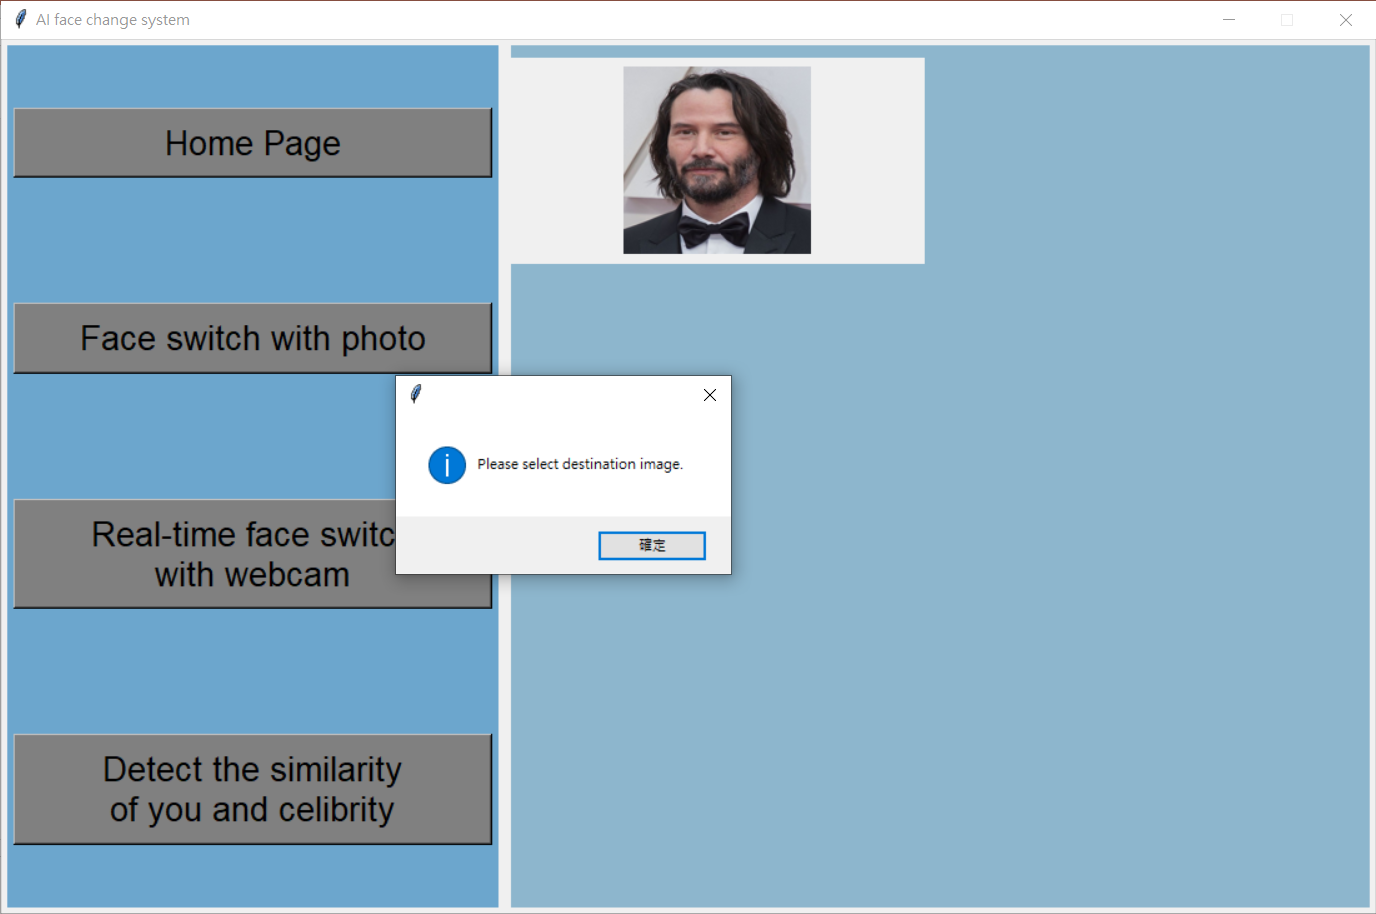 AI face change system
Home Page
Face switch with photo
Real-time face switc
with webcam
Detect the similarity
of you and celibrity
Please select destination image.
確定